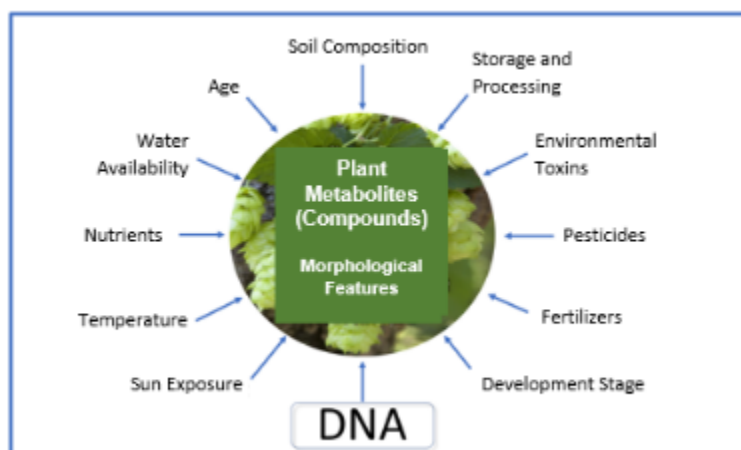 Soil Composition
Storage and
Processing
Age
Water
Availability
Environmental
Toxins
Plant
Metabolites
(Compounds)
Morphological
Features
Nutrients
Pesticides
Temperature
Fertilizers
Sun Exposure
Development Stage
DNA